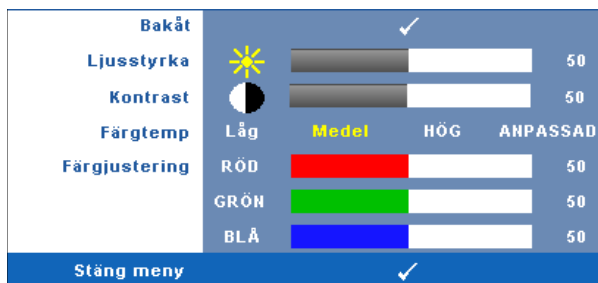 Bakåt
Ljusstyrka 50
Kontrast 50
Färgtemp Låg Medel HÖG ANPASSAD
Färgjustering RÖD 50
GRÖN 50
BLÅ 50
Stäng meny